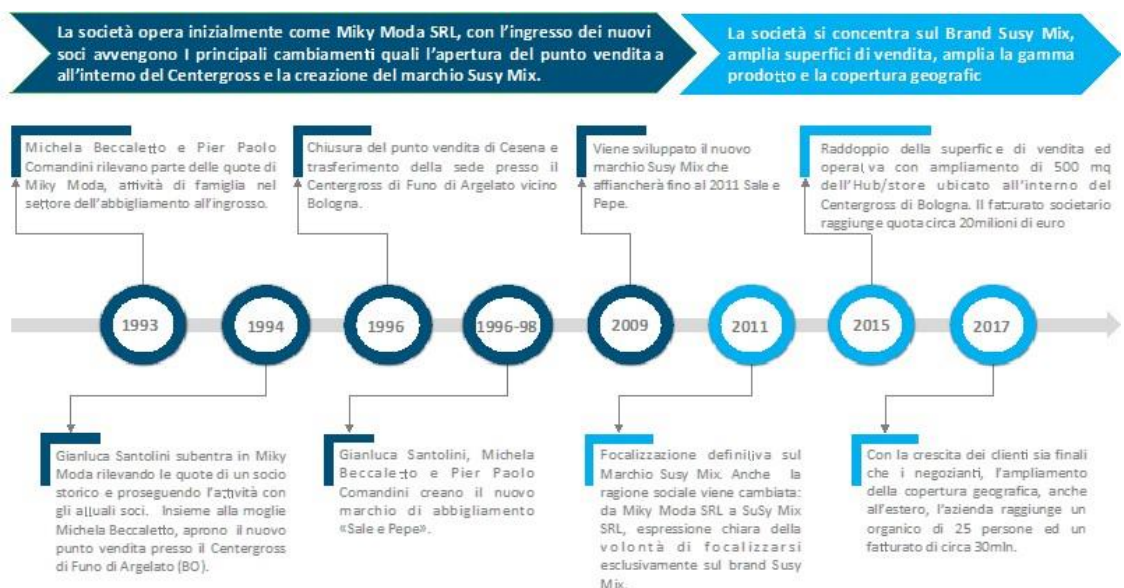 La società opera inizialmente come Miky Moda SRL, con l'ingresso dei nuovi
soci avvengono I principali cambiamenti quali l'apertura del punto vendita a
all'interno del Centergross e la creazione del marchio Susy Mix.
La società si concentra sul Brand Susy Mix,
amplia superfici di vendita, amplia la gamma
prodotto e la copertura geografic
Michela Beccaletto e Pier Paolo
Comandini rilevano parte delle quote di
Miky Moda, attività di famiglia nel
settore dell'abbigliamento all'ingrosso.
Chiusura del punto vendita di Cesena e
trasferimento della sede presso il
Centergross di Funo di Argelato vicino
Bologna.
Viene sviluppato il nuovo
marchio Susy Mix che
affiancherà fino al 2011 Sale e
Pepe.
Raddoppio della superfice di vendita ed
operativa con ampliamento di 500 mq
dell'Hub/store ubicato all'interno del
Centergross di Bologna. Il fatturato societario
raggiunge quota circa 20milioni di euro
1993
1994
1996
1996-98
2009
2011
2015
2017
Gianluca Santolini subentra in Miky
Moda rilevando le quote di un socio
storico e proseguendo l'attività con
gli attuali soci. Insieme alla moglie
Michela Beccaletto, aprono il nuovo
punto vendita presso il Centergross
di Funo di Argelato (BO).
Gianluca Santolini, Michela
Beccaletto e Pier Paolo
Comandini creano il nuovo
marchio di abbigliamento
«Sale e Pepe».
Focalizzazione definitiva sul
Marchio Susy Mix. Anche la
ragione sociale viene cambiata:
da Miky Moda SRL a SuSy Mix
SRL, espressione chiara della
volontà di focalizzarsi
esclusivamente sul brand Susy
Mix.
Con la crescita dei clienti sia finali
che i negozianti, l'ampliamento
della copertura geografica, anche
all'estero, l'azienda raggiunge un
organico di 25 persone ed un
fatturato di circa 30mln.